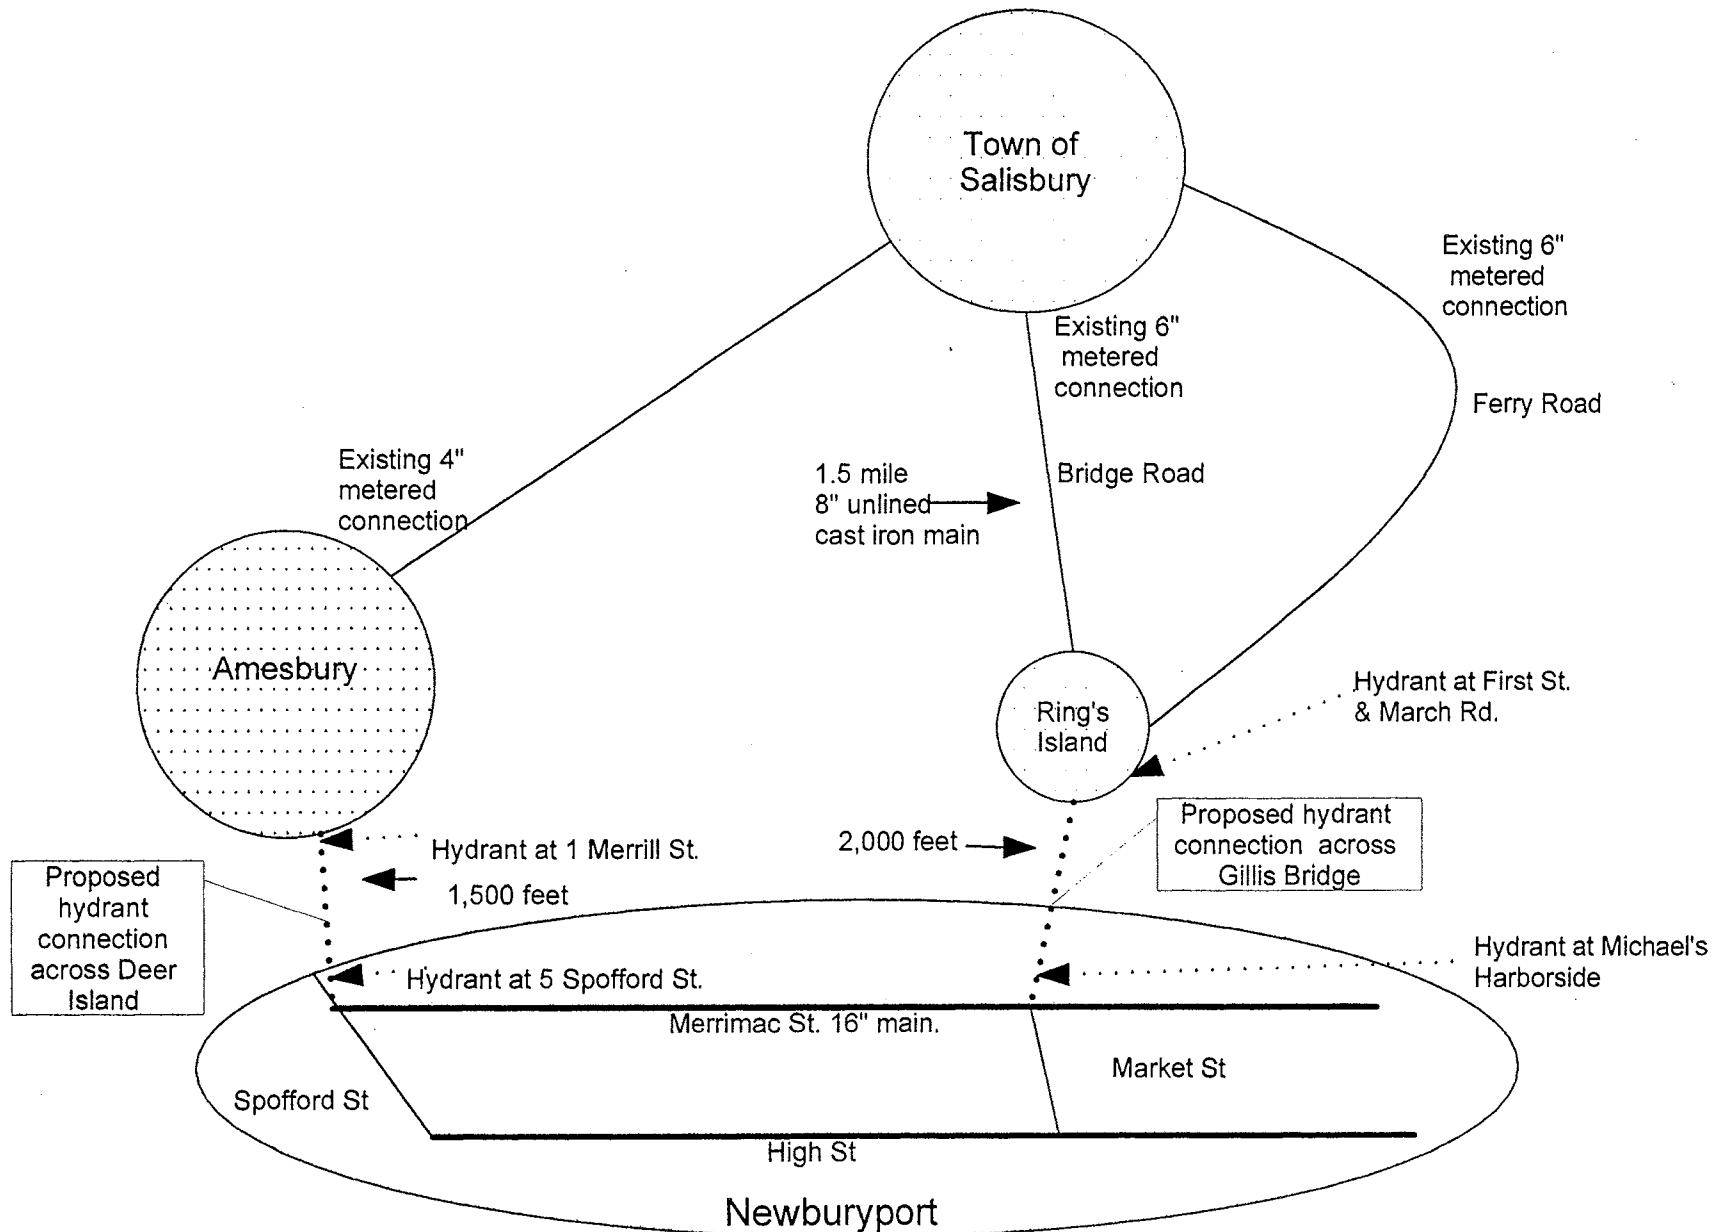 Town of
Salisbury
Existing 6"
metered
connection
Existing 6"
metered
connection
Ferry Road
Existing 4"
metered
connection
1.5 mile
8" unlined
cast iron main
Bridge Road
Amesbury
Ring's
Island
Hydrant at First St.
& March Rd.
Proposed hydrant
connection across
Gillis Bridge
2,000 feet
Hydrant at 1 Merrill St.
1,500 feet
Proposed
hydrant
connection
across Deer
Island
Hydrant at Michael's
Harborside
Hydrant at 5 Spofford St.
Merrimac St. 16" main.
Market St
Spofford St
High St
Newburyport